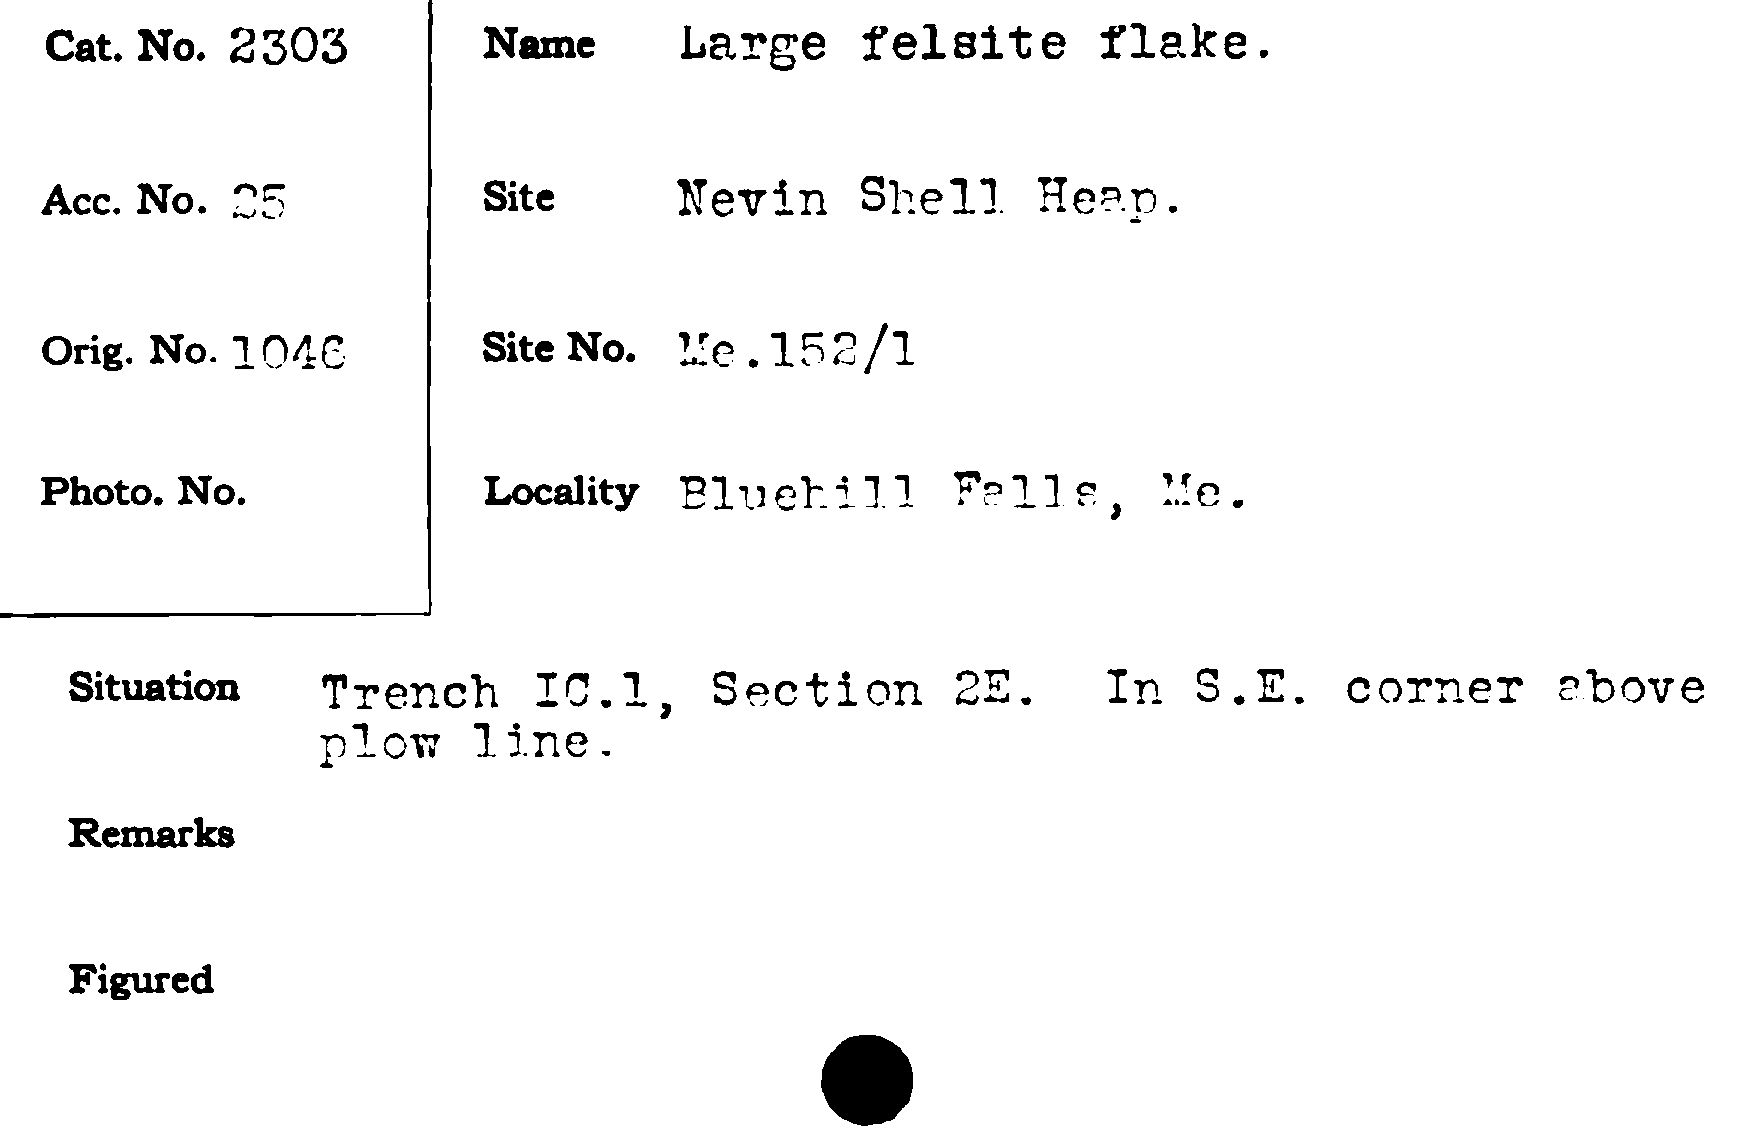 Cat. No. 2303
Name Large felsite flake.
Acc. No. 25
Site Nevin Shell Heap.
Orig. No. 1046
Site No. Me.152/1
Photo. No.
Locality Bluehill Falls, Me.
Situation Trench IC.1, Section 2E. In S.E. corner above
plow line.
Remarks
Figured